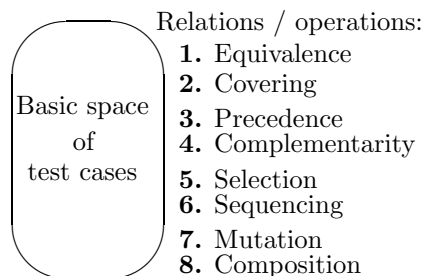 Basic space
of
test cases
Relations / operations:
1. Equivalence
2. Covering
3. Precedence
4. Complementarity
5. Selection
6. Sequencing
7. Mutation
8. Composition